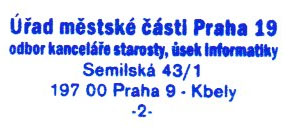 Úřad městské části Praha 19
odbor kanceláře starosty, úsek informatiky
Semilská 43/1
197 00 Praha 9 - Kbely
-2-